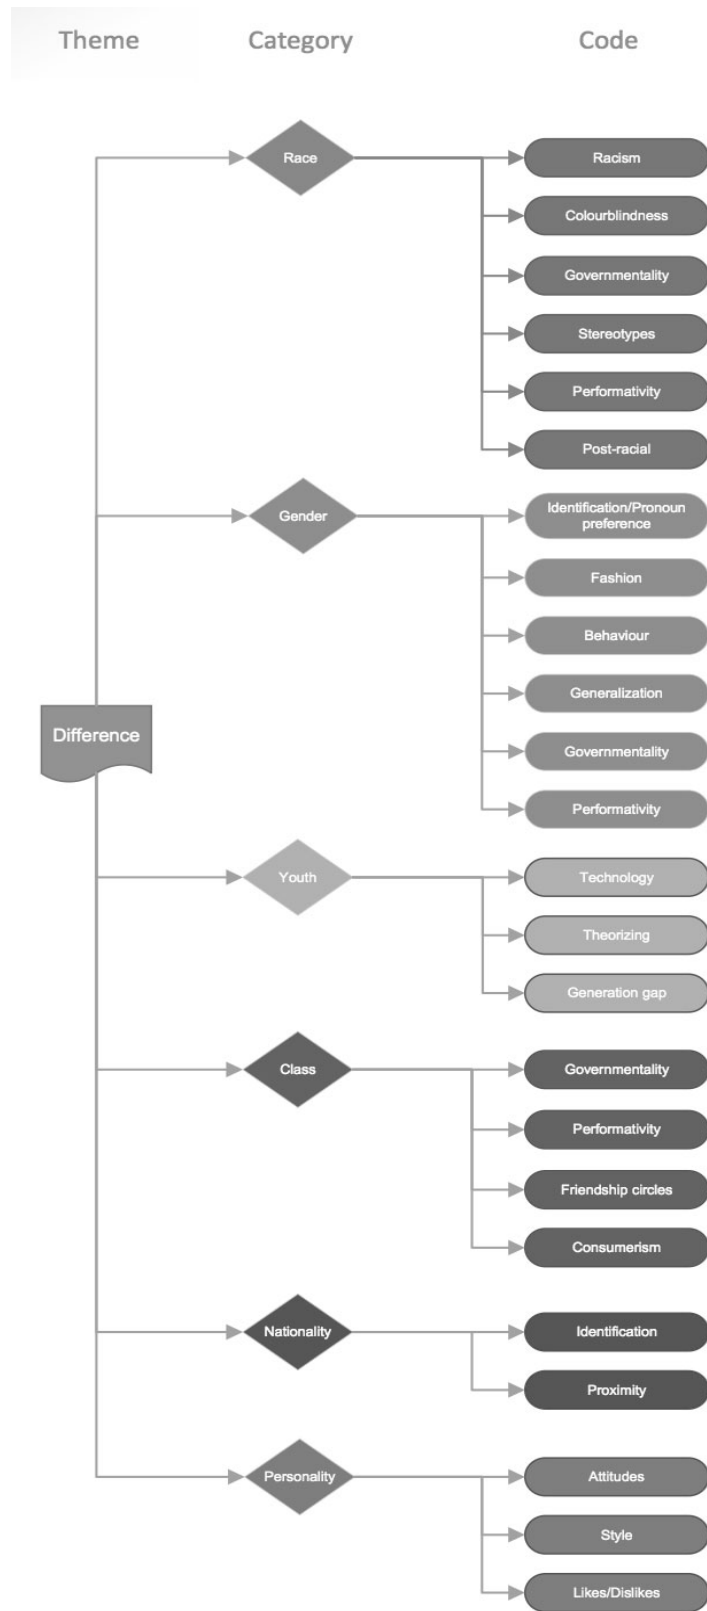 Theme Category Code
Race
Racism
Colourblindness
Governmentality
Stereotypes
Performativity
Post-racial
Gender
Identification/Pronoun
preference
Fashion
Behaviour
Generalization
Governmentality
Performativity
Difference
Youth
Technology
Theorizing
Generation gap
Class
Governmentality
Performativity
Friendship circles
Consumerism
Nationality
Identification
Proximity
Personality
Attitudes
Style
Likes/Dislikes